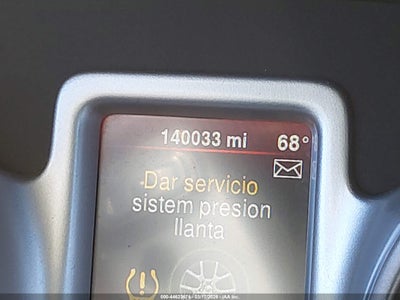 140033 mi 68°
Dar servicio
sistem presion
llanta